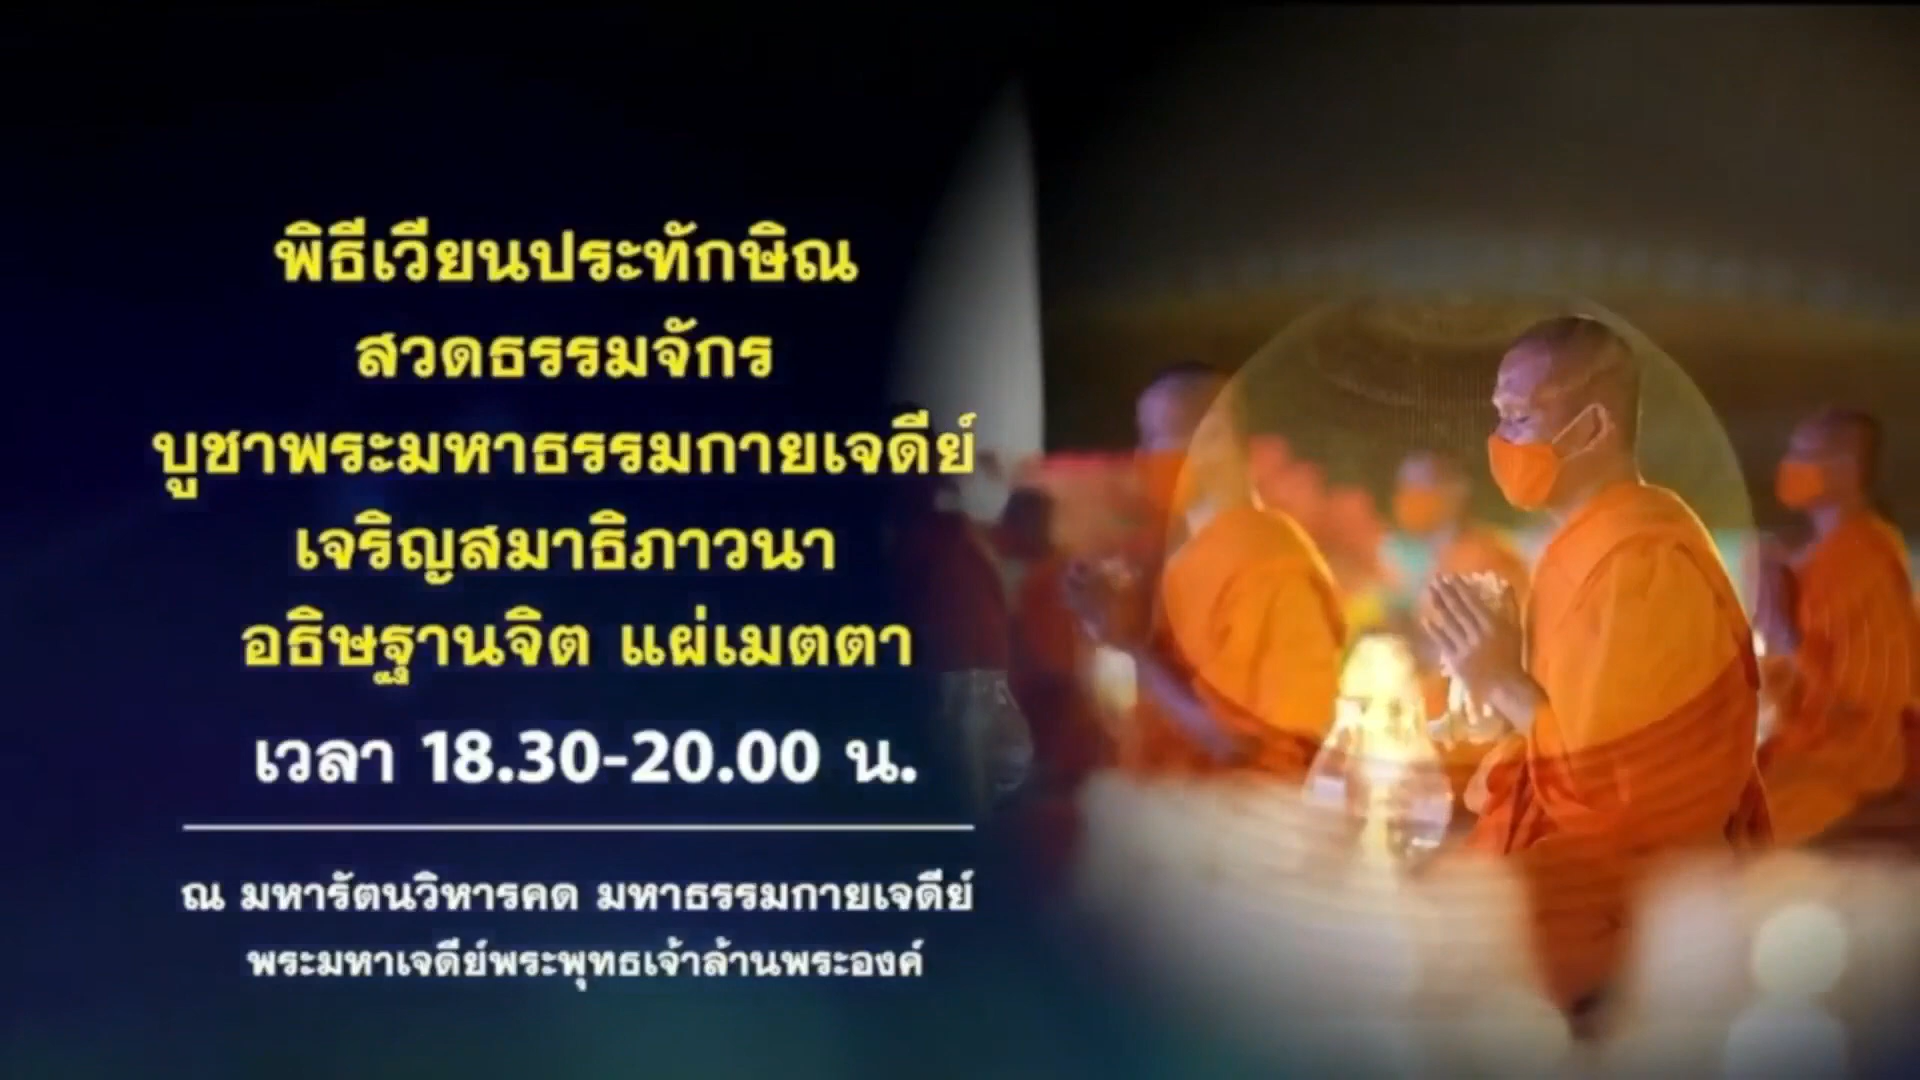 พิธีเวียนประทักษิณ
สวดธรรมจักร
บูชาพระมหาธรรมกายเจดีย์
เจริญสมาธิภาวนา
อธิษฐานจิต แผ่เมตตา
เวลา 18.30-20.00 น.
ณ มหารัตนวิหารคด มหาธรรมกายเจดีย์
พระมหาเจดีย์พระพุทธเจ้าล้านพระองค์